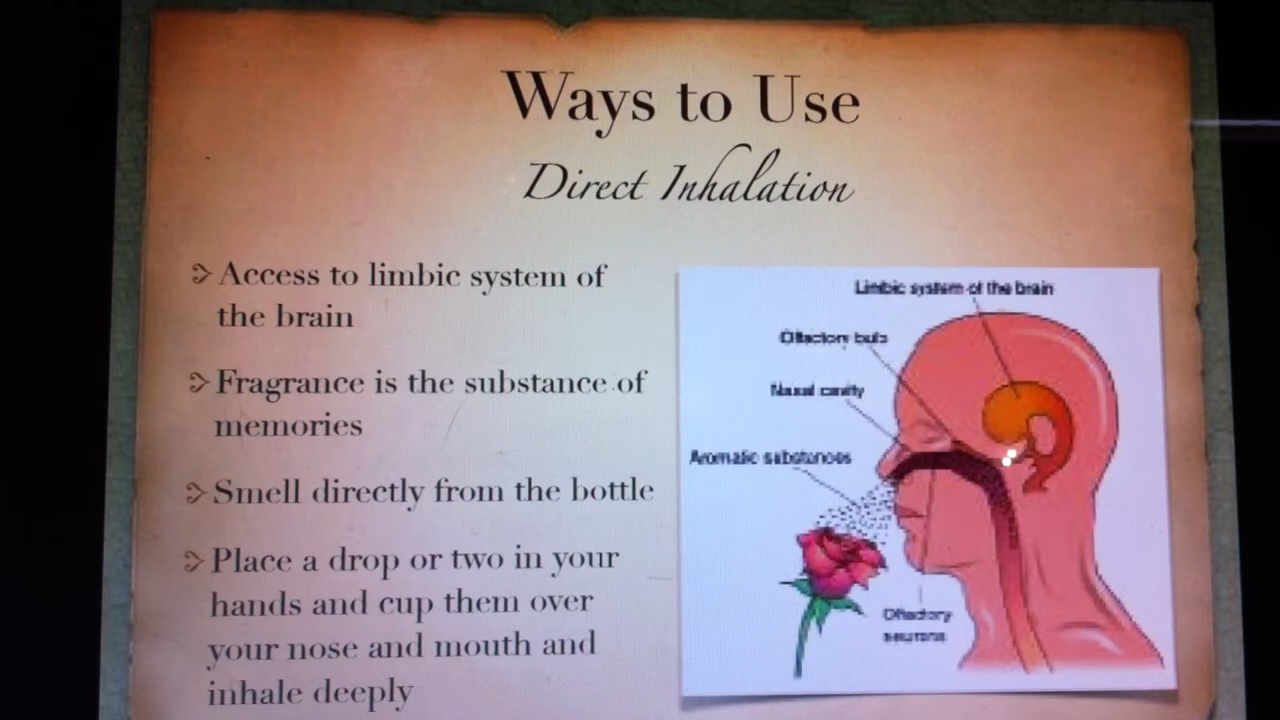 Ways to Use
Direct Inhalation
Access to limbic system of
the brain
Fragrance is the substance of
memories
Smell directly from the bottle
Place a drop or two in your
hands and cup them over
your nose and mouth and
inhale deeply
Limbic system of the brain
Olfactory bulb
Nasal cavity
Aromatic substances
Olfactory
neurons